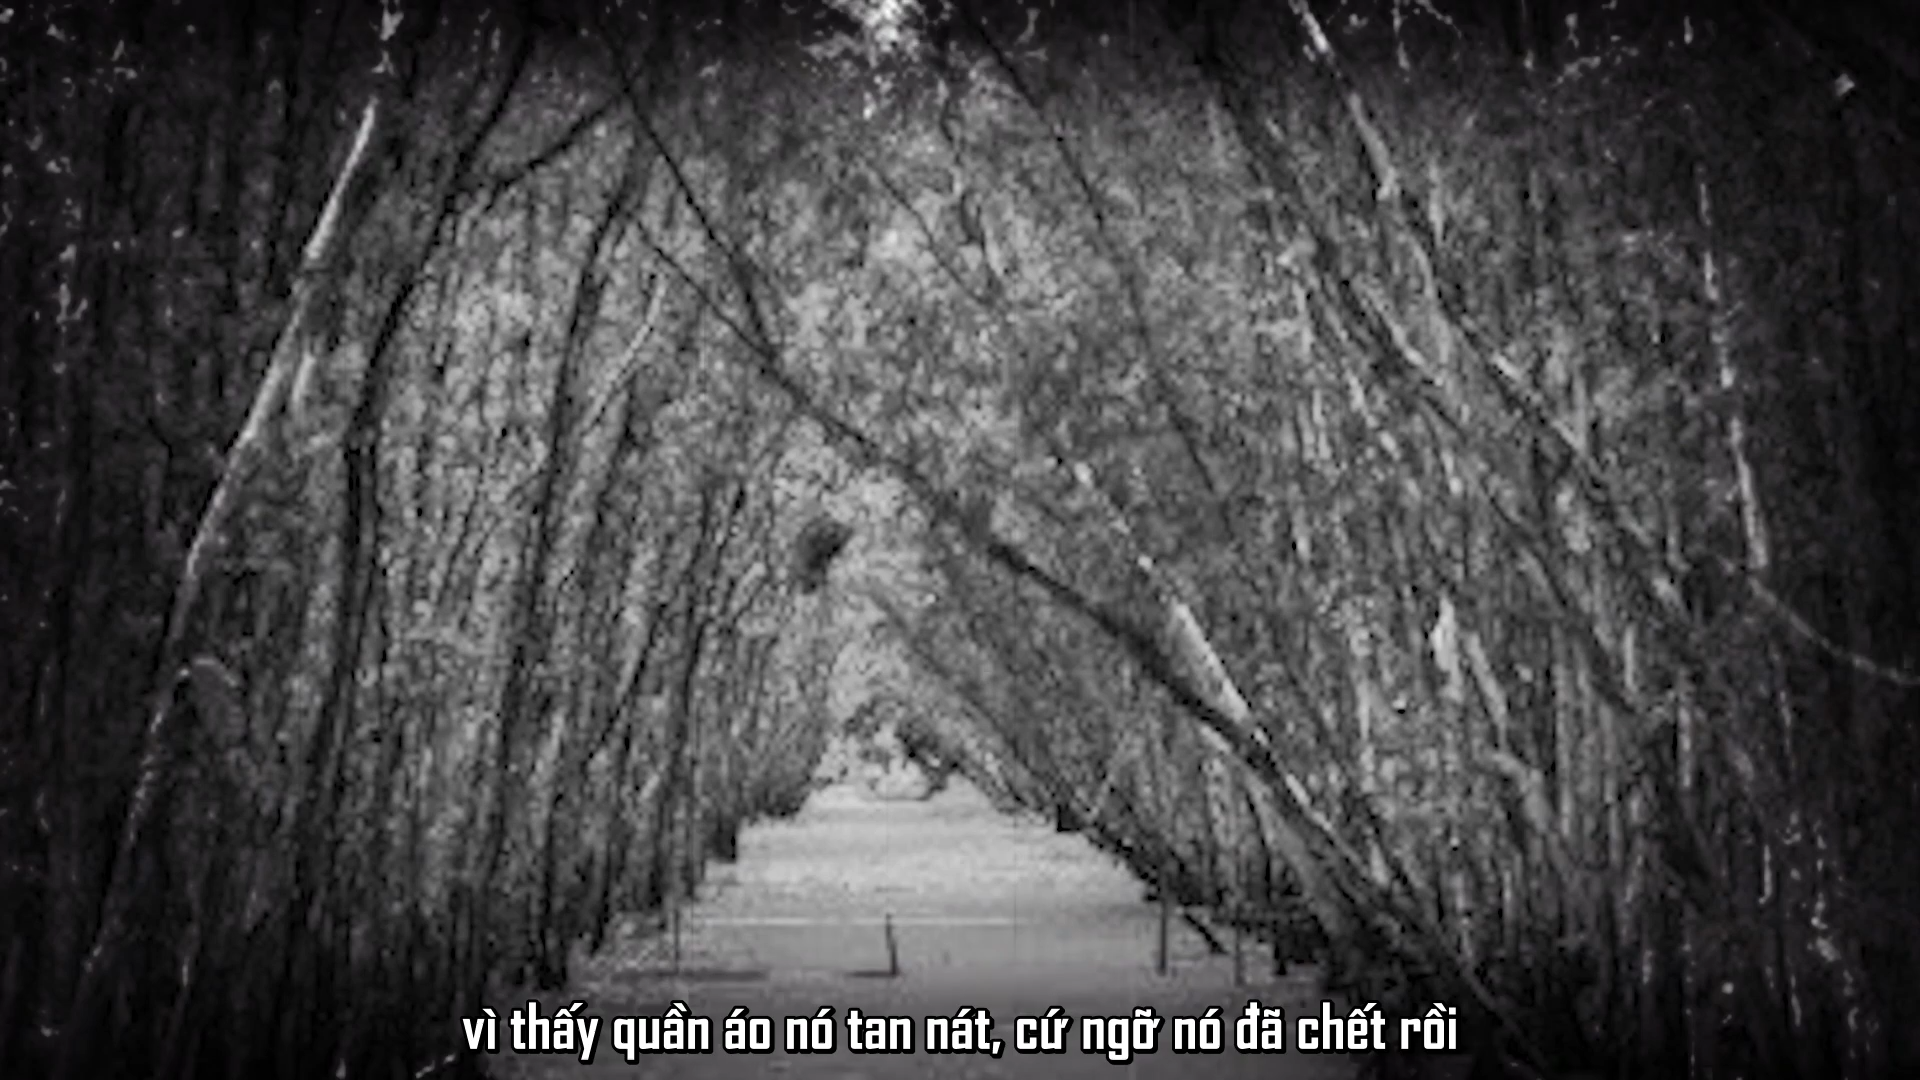 vì thấy quần áo nó tan nát, cứ ngỡ nó đã chết rồi